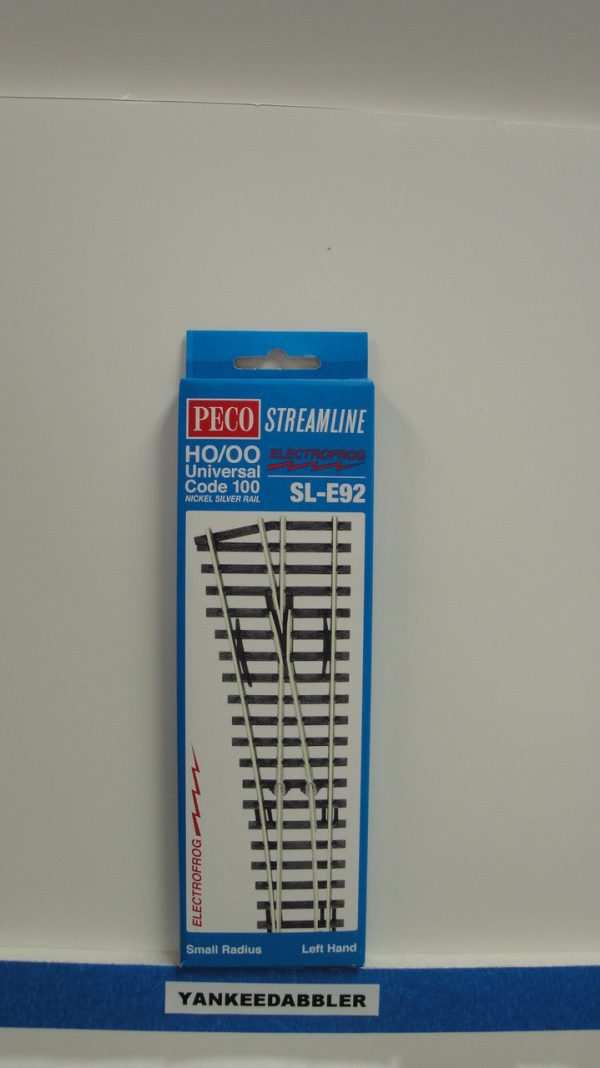 PECO STREAMLINE
HO/OO
Universal
Code 100
NICKEL SILVER RAIL
ELECTROFROG
SL-E92
ELECTROFROG
Small Radius Left Hand
YANKEEDABBLER